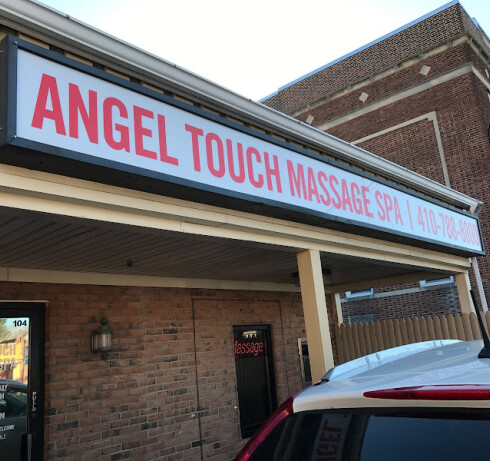 ANGEL TOUCH MASSAGE SPA | 410-788-8800
104
Massage